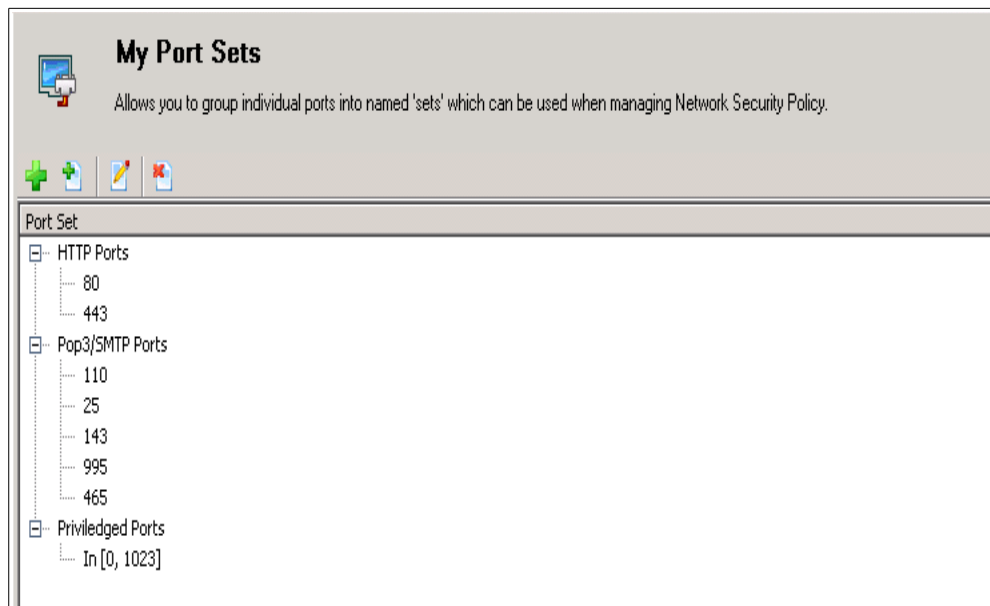 My Port Sets
Allows you to group individual ports into named 'sets' which can be used when managing Network Security Policy.
Port Set
HTTP Ports
80
443
Pop3/SMTP Ports
110
25
143
995
465
Priviledged Ports
In [0, 1023]